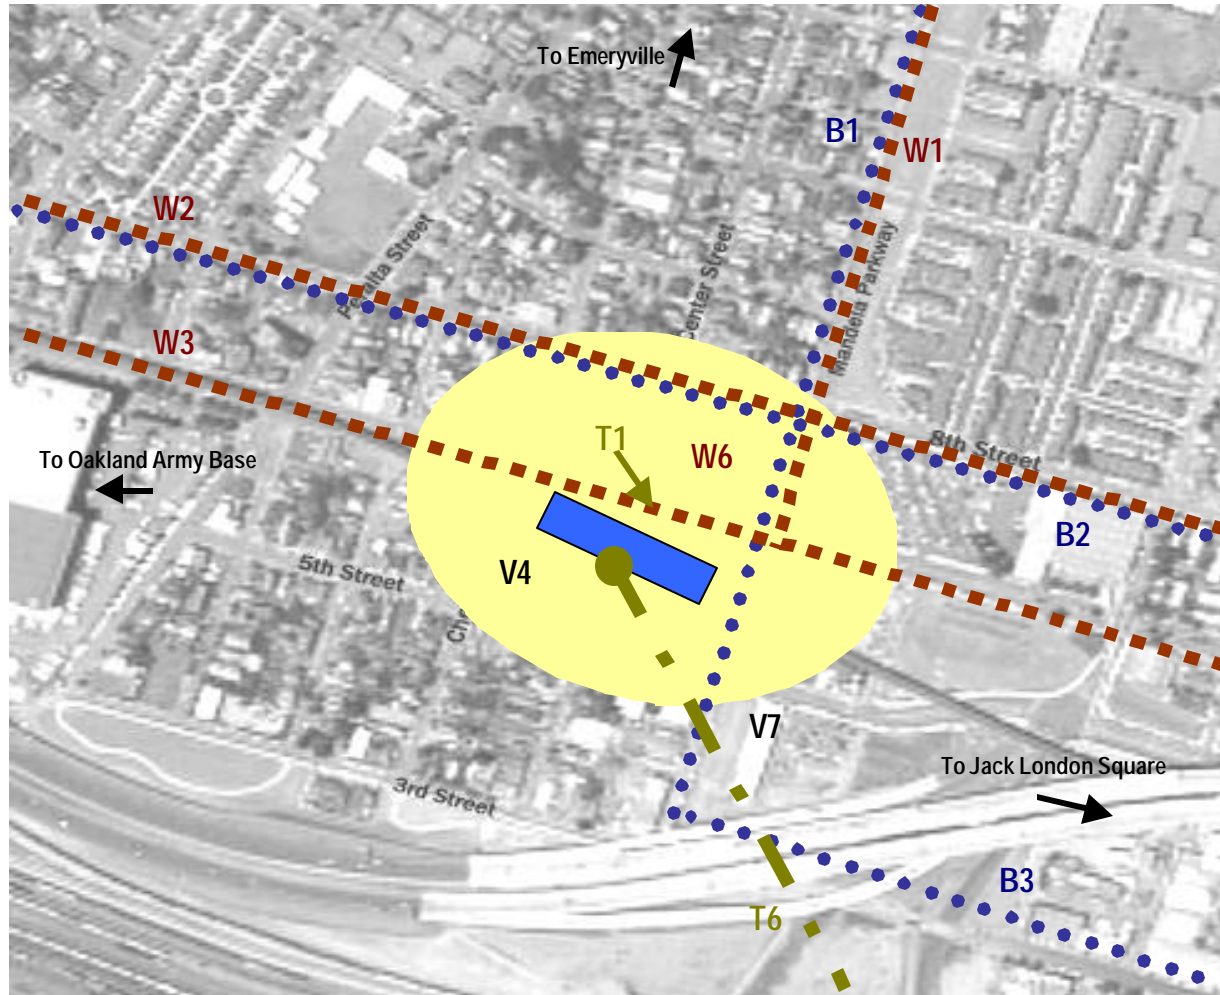 To Emeryville
B1
W1
W2
Peralta Street
Center Street
Mandela Parkway
W3
T1
W6
8th Street
To Oakland Army Base
B2
5th Street
V4
V7
To Jack London Square
3rd Street
B3
T6